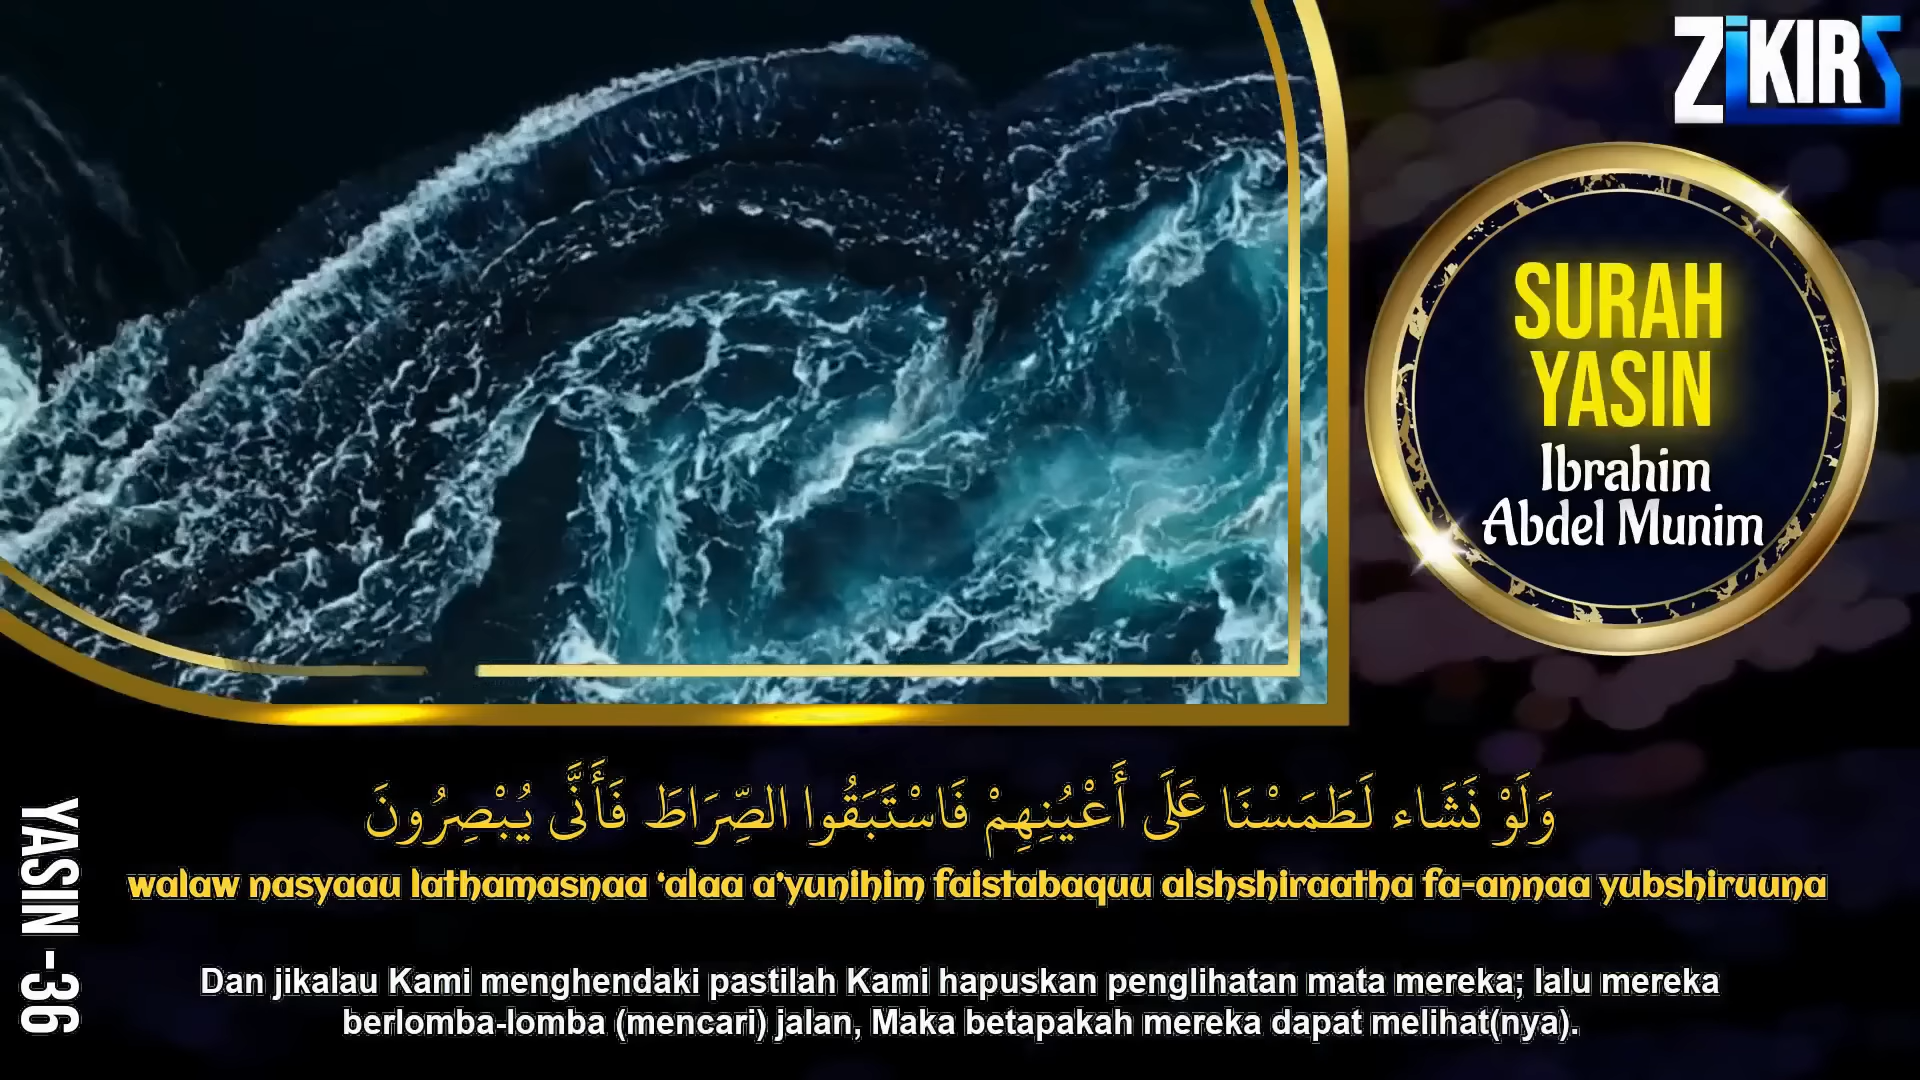 ZiKIRS
SURAH
YASIN
Ibrahim
Abdel Munim
وَلَوْ نَشَاء لَطَمَسْنَا عَلَى أَعْيُنِهِمْ فَاسْتَبَقُوا الصِّرَاطَ فَأَنَّى يُبْصِرُونَ
walaw nasyaau lathamasnaa ‘alaa a’yunihim faistabaquu alshshiraatha fa-annaa yubshiruuna
Dan jikalau Kami menghendaki pastilah Kami hapuskan penglihatan mata mereka; lalu mereka
berlomba-lomba (mencari) jalan, Maka betapakah mereka dapat melihat(nya).
YASIN -36